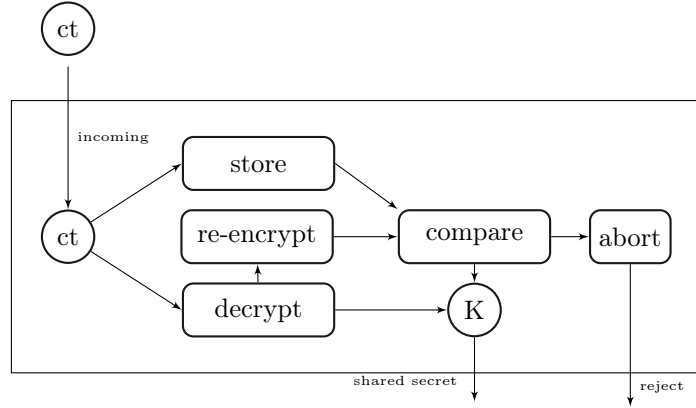 ct
incoming
store
ct
re-encrypt
compare
abort
decrypt
K
shared secret
reject